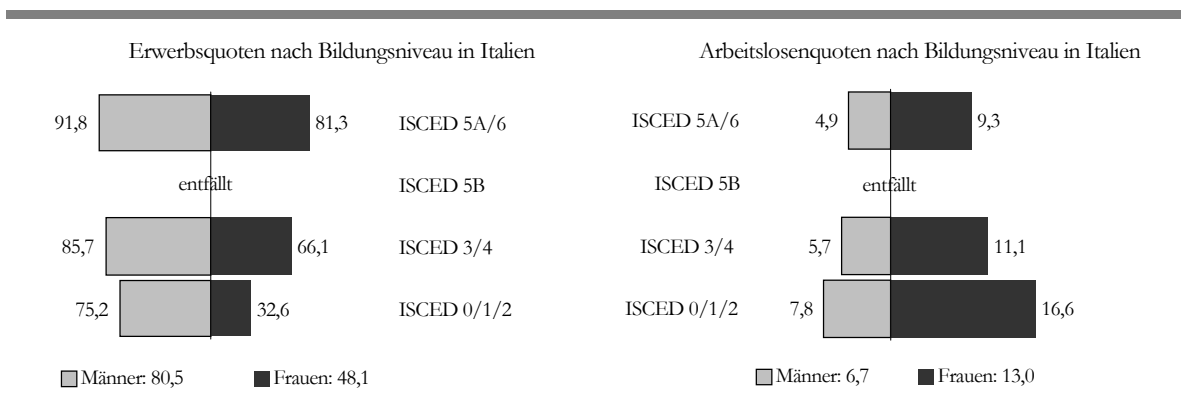 Erwerbsquoten nach Bildungsniveau in Italien
91,8 81,3 ISCED 5A/6
entfällt ISCED 5B
85,7 66,1 ISCED 3/4
75,2 32,6 ISCED 0/1/2
Männer: 80,5 Frauen: 48,1
Arbeitslosenquoten nach Bildungsniveau in Italien
ISCED 5A/6 4,9 9,3
ISCED 5B entfällt
ISCED 3/4 5,7 11,1
ISCED 0/1/2 7,8 16,6
Männer: 6,7 Frauen: 13,0